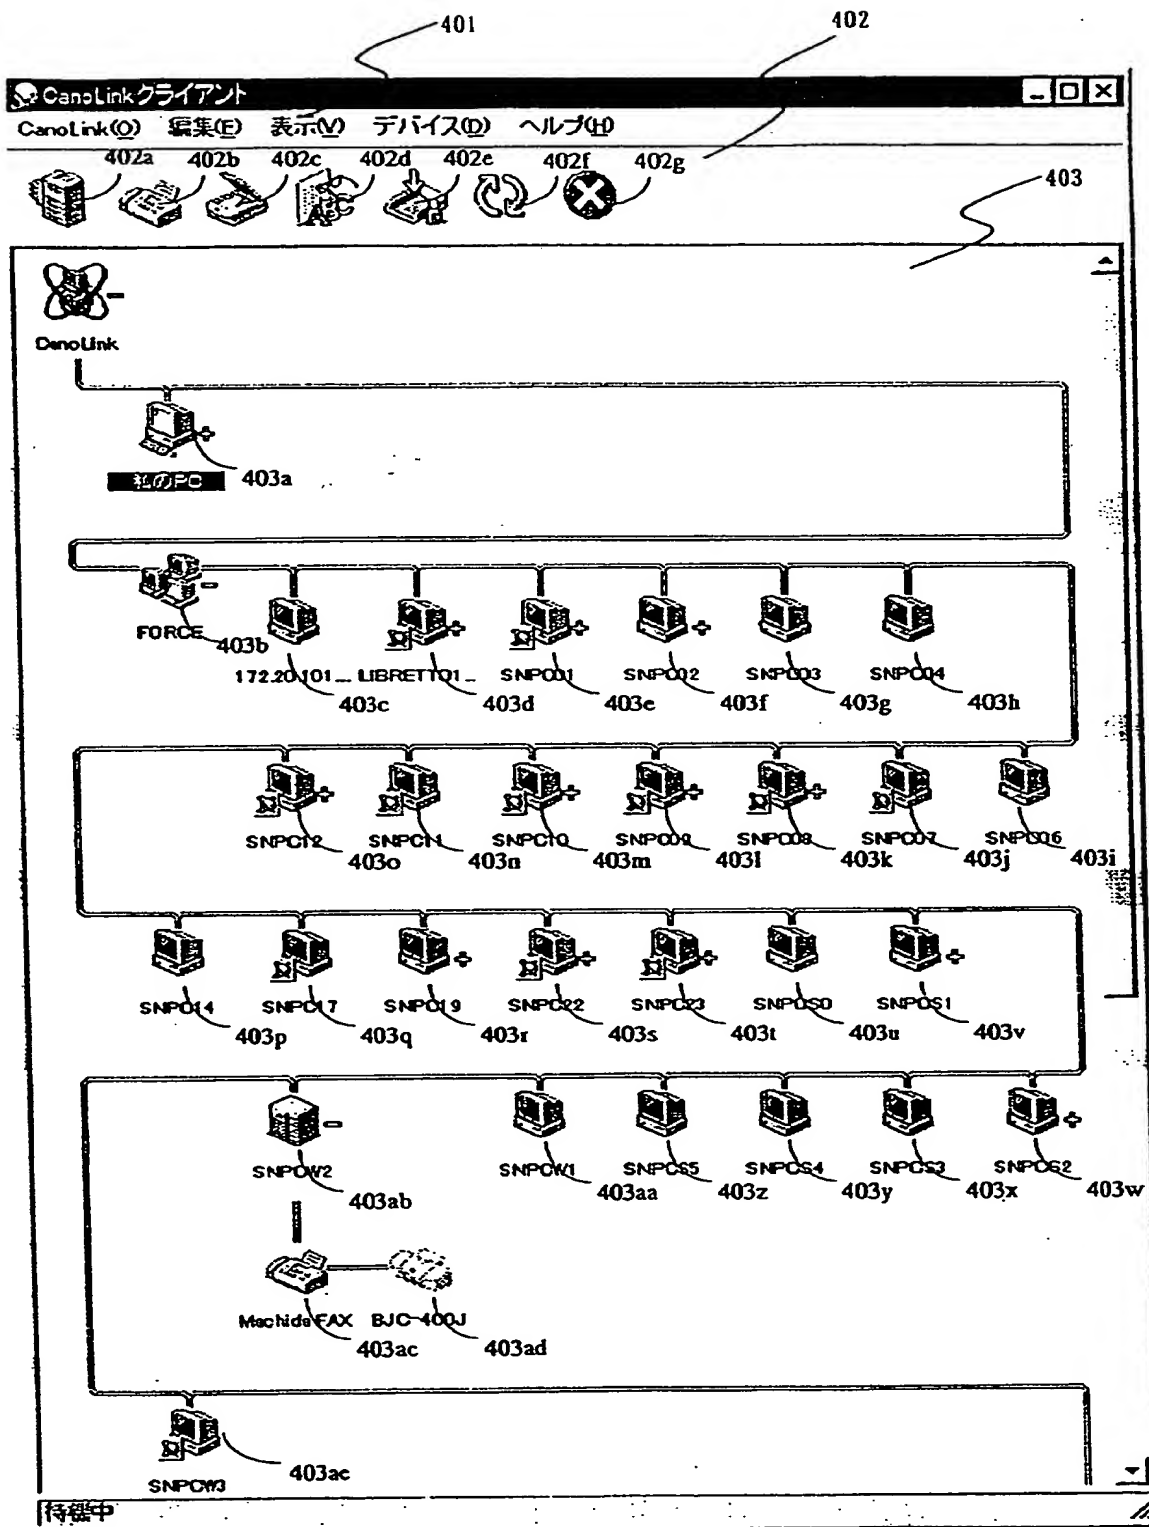 401
402
CanoLinkクライアント
CanoLink(O) 編集(E) 表示(V) デバイス(D) ヘルプ(H)
402a 402b 402c 402d 402e 402f 402g
403
CanoLink
403a
私のPC
FORCE 403b
172.20.101... LIBRETTO1... SNPC01 SNPC02 SNPC03 SNPC04
403c 403d 403e 403f 403g 403h
SNPC12 SNPC11 SNPC10 SNPC09 SNPC08 SNPC07 SNPC06
403o 403n 403m 403l 403k 403j 403i
SNPC14 SNPC17 SNPC19 SNPC22 SNPC23 SNPCS0 SNPCS1
403p 403q 403r 403s 403t 403u 403v
SNPCW2 SNPCW1 SNPCS5 SNPCS4 SNPCS3 SNPCS2
403ab 403aa 403z 403y 403x 403w
Machida FAX BJC-400J
403ac 403ad
403ae
SNPCW3
待機中